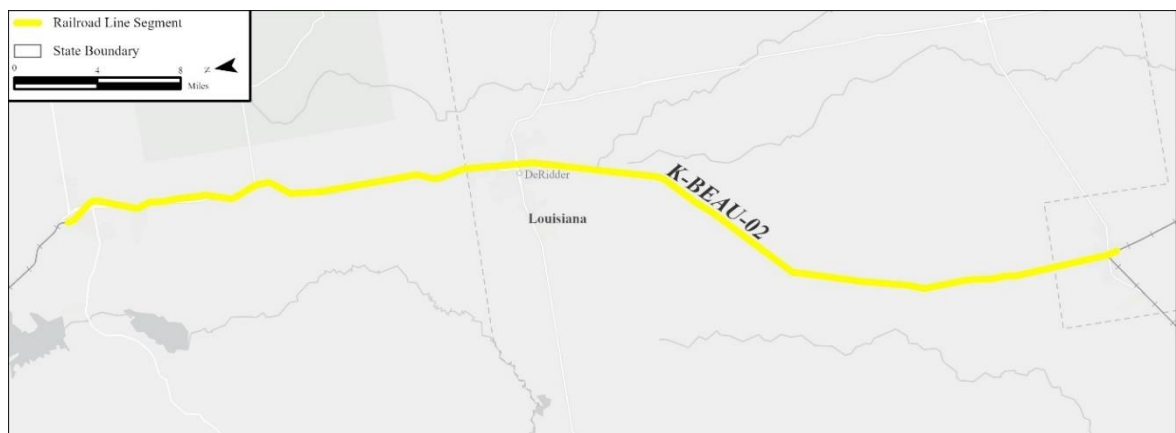 Railroad Line Segment
State Boundary
0 4 8 Z
Miles
DeRidder
Louisiana
K-BEAU-02